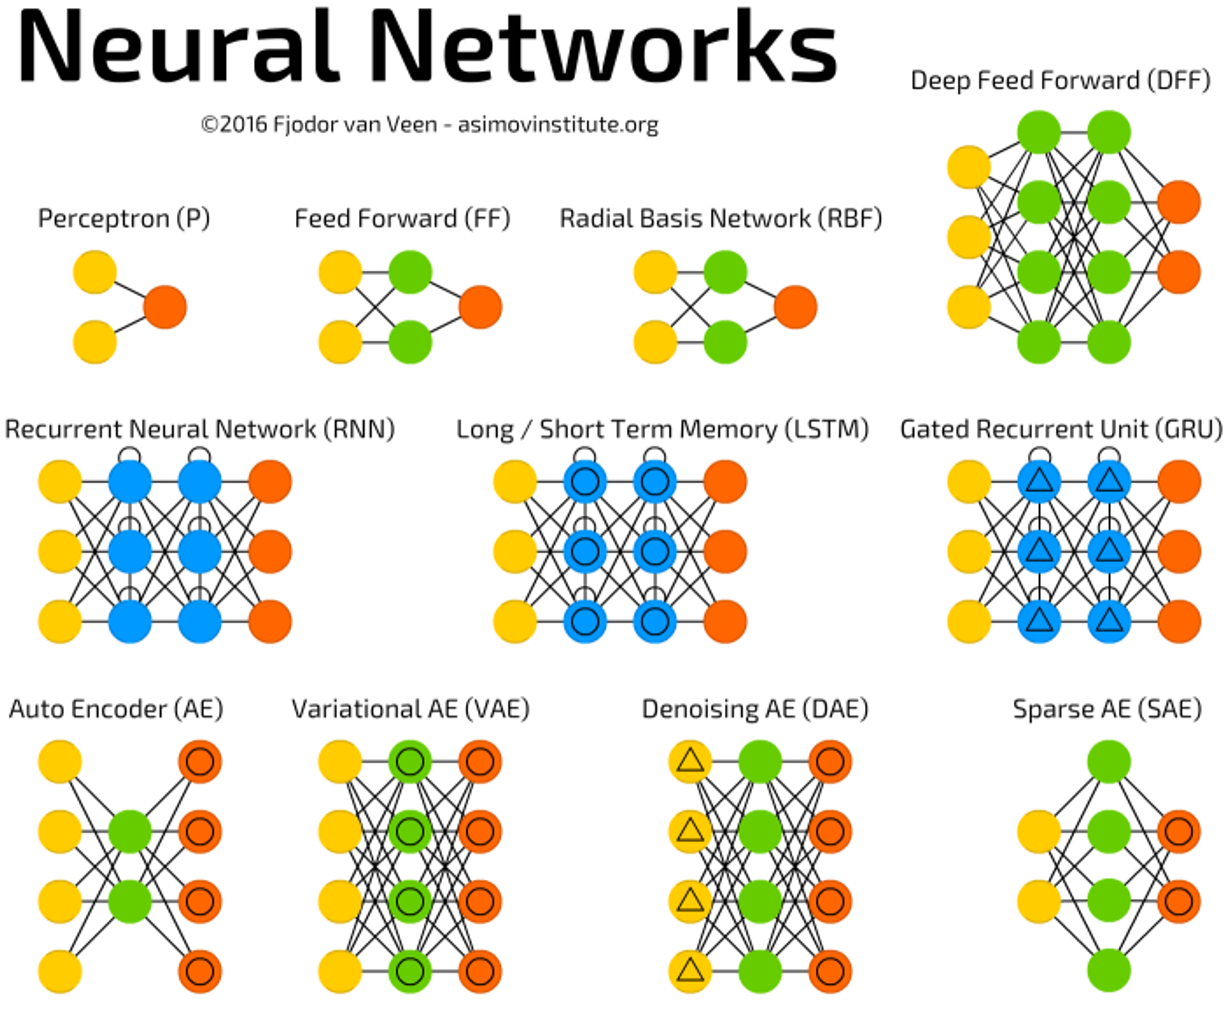 Neural Networks
©2016 Fjodor van Veen - asimovinstitute.org
Deep Feed Forward (DFF)
Perceptron (P)
Feed Forward (FF)
Radial Basis Network (RBF)
Recurrent Neural Network (RNN)
Long / Short Term Memory (LSTM)
Gated Recurrent Unit (GRU)
Auto Encoder (AE)
Variational AE (VAE)
Denoising AE (DAE)
Sparse AE (SAE)